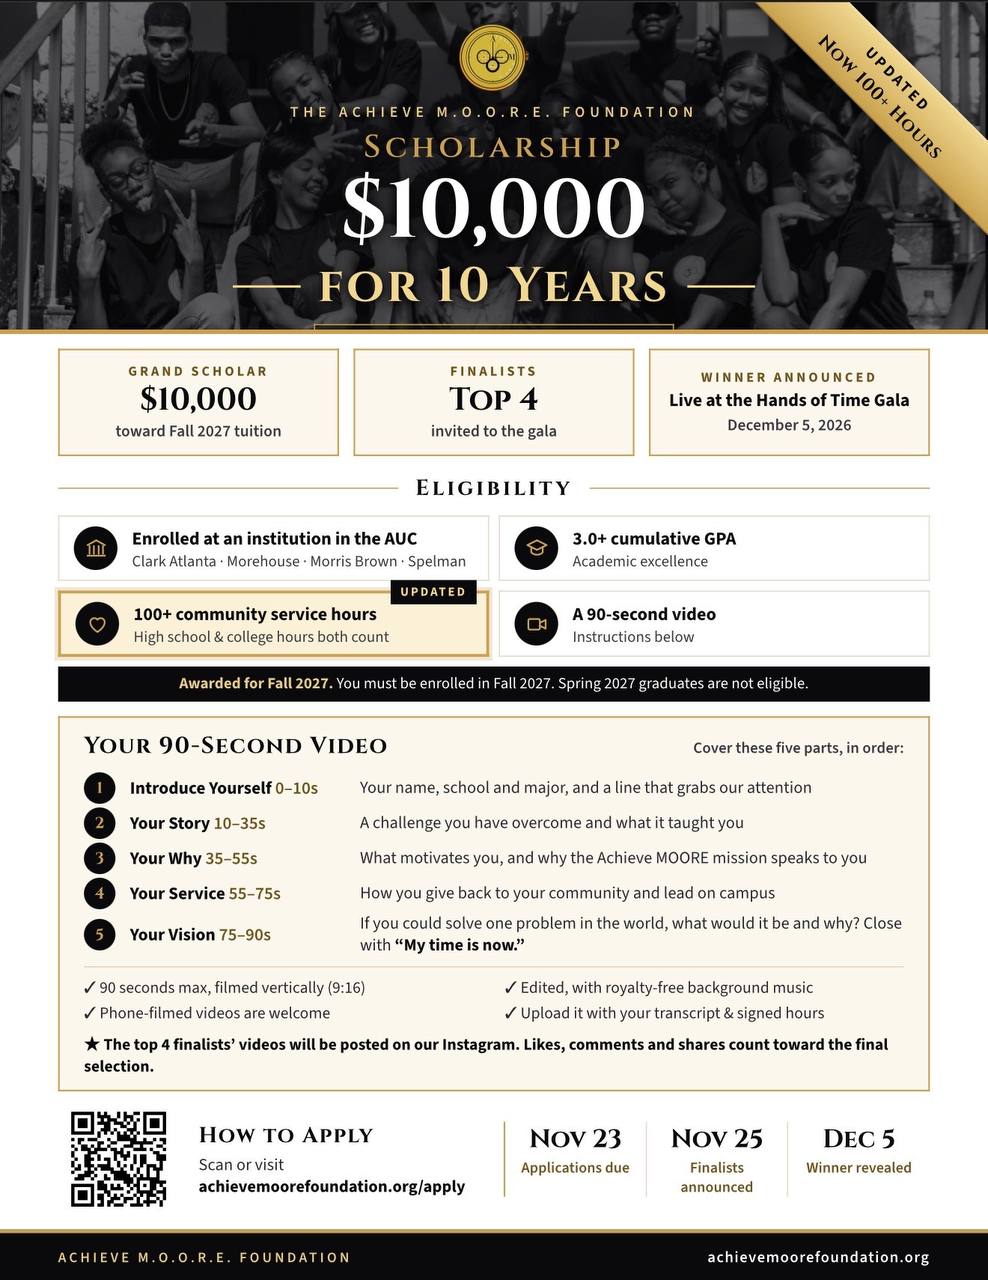 THE ACHIEVE M.O.O.R.E. FOUNDATION
SCHOLARSHIP
$10,000
FOR 10 YEARS
UPDATED
NOW 100+ HOURS
GRAND SCHOLAR
$10,000
toward Fall 2027 tuition
FINALISTS
TOP 4
invited to the gala
WINNER ANNOUNCED
Live at the Hands of Time Gala
December 5, 2026
ELIGIBILITY
Enrolled at an institution in the AUC
Clark Atlanta · Morehouse · Morris Brown · Spelman
3.0+ cumulative GPA
Academic excellence
UPDATED
100+ community service hours
High school & college hours both count
A 90-second video
Instructions below
Awarded for Fall 2027. You must be enrolled in Fall 2027. Spring 2027 graduates are not eligible.
YOUR 90-SECOND VIDEO
Cover these five parts, in order:
1 Introduce Yourself 0–10s Your name, school and major, and a line that grabs our attention
2 Your Story 10–35s A challenge you have overcome and what it taught you
3 Your Why 35–55s What motivates you, and why the Achieve MOORE mission speaks to you
4 Your Service 55–75s How you give back to your community and lead on campus
5 Your Vision 75–90s If you could solve one problem in the world, what would it be and why? Close
with “My time is now.”
✓ 90 seconds max, filmed vertically (9:16)
✓ Edited, with royalty-free background music
✓ Phone-filmed videos are welcome
✓ Upload it with your transcript & signed hours
★ The top 4 finalists’ videos will be posted on our Instagram. Likes, comments and shares count toward the final
selection.
HOW TO APPLY
Scan or visit
achievemoorefoundation.org/apply
NOV 23
Applications due
NOV 25
Finalists
announced
DEC 5
Winner revealed
ACHIEVE M.O.O.R.E. FOUNDATION
achievemoorefoundation.org